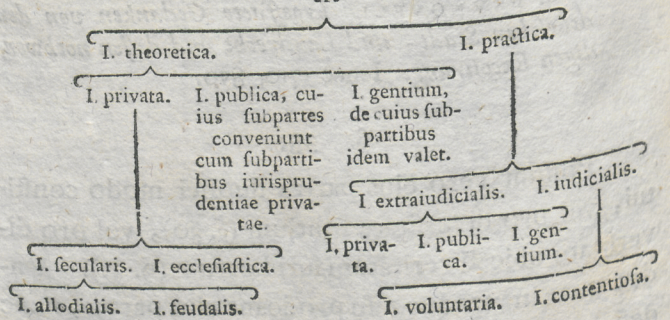 I. theoretica. I. practica.
I. privata. I. publica, cu- I. gentium,
ius subpartes de cuius sub-
conveniunt partibus
cum subparti- idem valet.
bus iurispru-
dentiae priva-
tae.
I extraiudicialis. I. iudicialis.
I. priva- I. publi- I. gen-
ta. ca. tium.
I. ſecularis. I. eccleſiaſtica.
I. allodialis. I. feudalis. I. voluntaria. I. contentioſa.